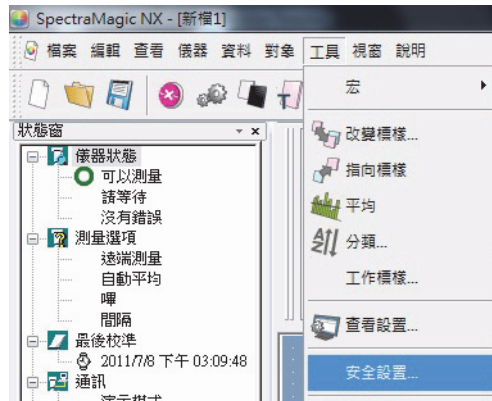 SpectraMagic NX - [新檔1]
檔案 編輯 查看 儀器 資料 對象 工具 視窗 說明
狀態窗
儀器狀態
可以測量
請等待
沒有錯誤
測量選項
遠端測量
自動平均
嗶
間隔
最後校準
2011/7/8 下午 03:09:48
通訊
演示模式
宏
改變標樣...
指向標樣
平均
分類...
工作標樣...
查看設置...
安全設置...